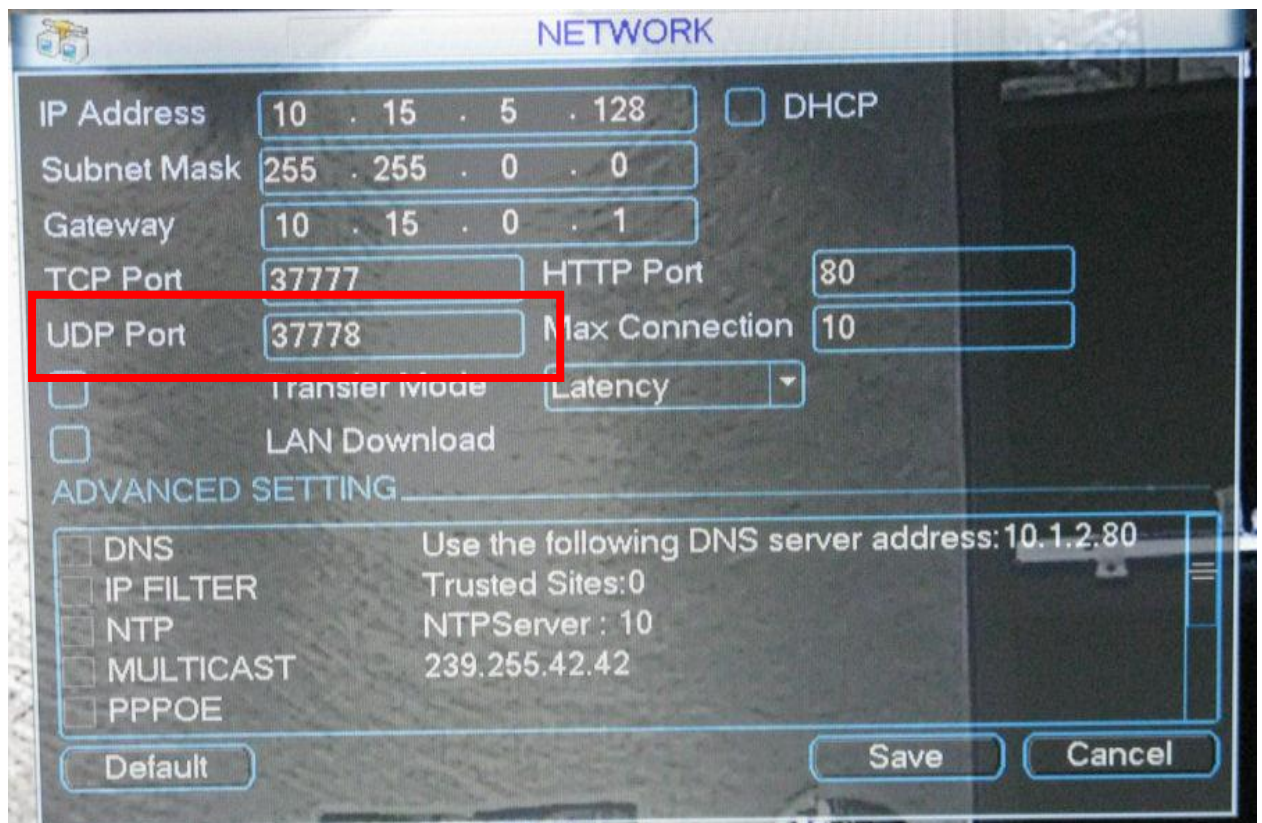 NETWORK
IP Address 10 . 15 . 5 . 128 DHCP
Subnet Mask 255 . 255 . 0 . 0
Gateway 10 . 15 . 0 . 1
TCP Port 37777 HTTP Port 80
UDP Port 37778 Max Connection 10
Transfer Mode Latency
LAN Download
ADVANCED SETTING
DNS Use the following DNS server address:10.1.2.80
IP FILTER Trusted Sites:0
NTP NTPServer : 10
MULTICAST 239.255.42.42
PPPOE
Default Save Cancel